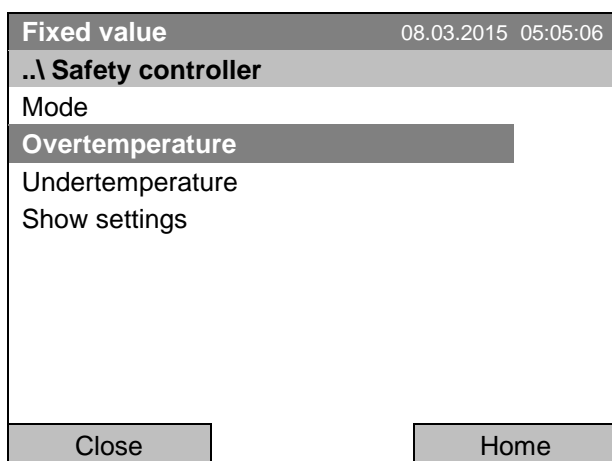 Fixed value 08.03.2015 05:05:06
..\ Safety controller
Mode
Overtemperature
Undertemperature
Show settings
Close Home